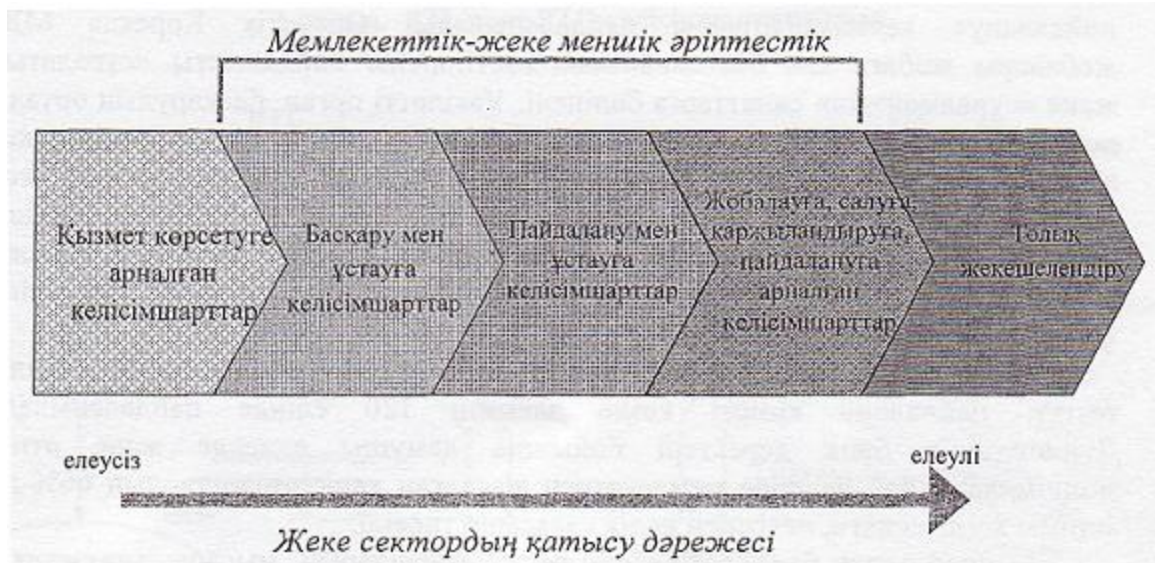 Мемлекеттік-жеке меншік әріптестік
Қызмет көрсетуге
арналған
келісімшарттар
Басқару мен
ұстауға
келісімшарттар
Пайдалану мен
ұстауға
келісімшарттар
Жобалауға, салуға,
қаржыландыруға,
пайдалануға
арналған
келісімшарттар
Толық
жекешелендіру
елеусіз
елеулі
Жеке сектордың қатысу дәрежесі